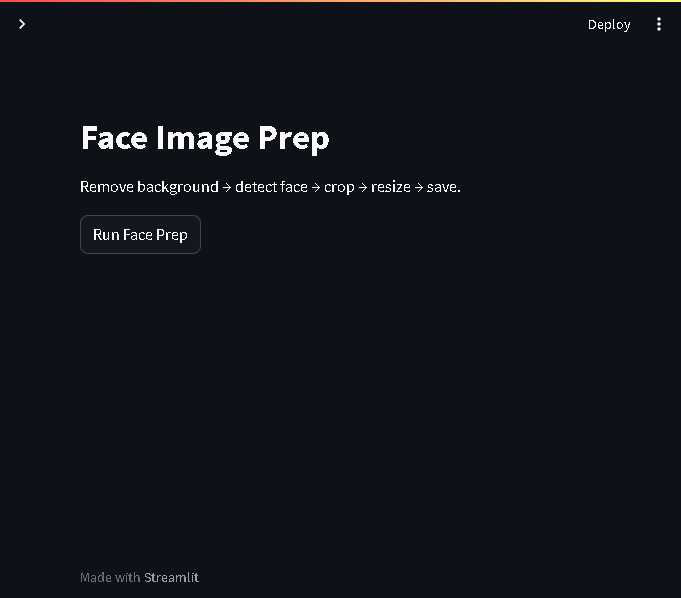 Deploy
Face Image Prep
Remove background → detect face → crop → resize → save.
Run Face Prep
Made with Streamlit